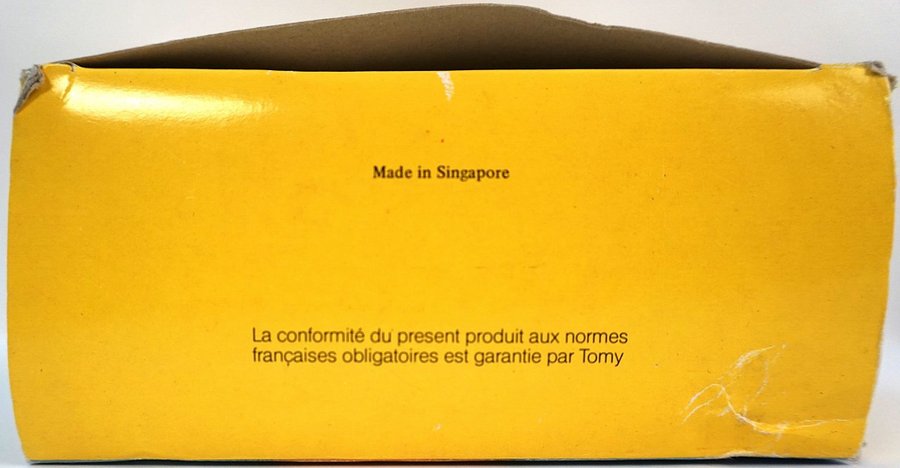 Made in Singapore
La conformité du present produit aux normes
françaises obligatoires est garantie par Tomy